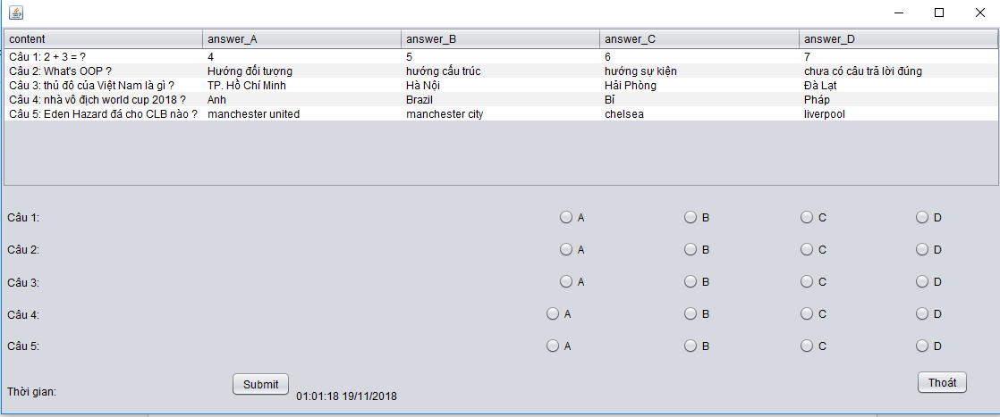 content answer_A answer_B answer_C answer_D
Câu 1: 2 + 3 = ? 4 5 6 7
Câu 2: What's OOP ? Hướng đối tượng hướng cấu trúc hướng sự kiện chưa có câu trả lời đúng
Câu 3: thủ đô của Việt Nam là gì ? TP. Hồ Chí Minh Hà Nội Hải Phòng Đà Lạt
Câu 4: nhà vô địch world cup 2018 ? Anh Brazil Bỉ Pháp
Câu 5: Eden Hazard đá cho CLB nào ? manchester united manchester city chelsea liverpool
Câu 1: A B C D
Câu 2: A B C D
Câu 3: A B C D
Câu 4: A B C D
Câu 5: A B C D
Thời gian: Submit 01:01:18 19/11/2018 Thoát